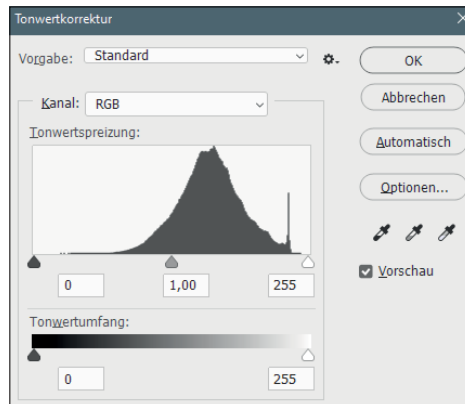 Tonwertkorrektur
Vorgabe: Standard
OK
Kanal: RGB
Abbrechen
Tonwertspreizung:
Automatisch
Optionen...
0 1,00 255
Vorschau
Tonwertumfang:
0 255